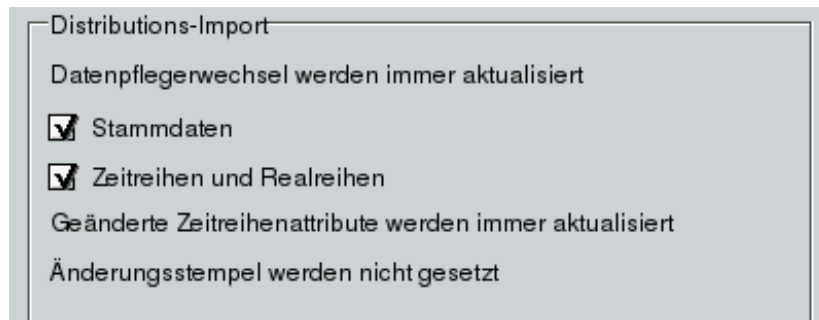 Distributions-Import
Datenpflegerwechsel werden immer aktualisiert
Stammdaten
Zeitreihen und Realreihen
Geänderte Zeitreihenattribute werden immer aktualisiert
Änderungsstempel werden nicht gesetzt